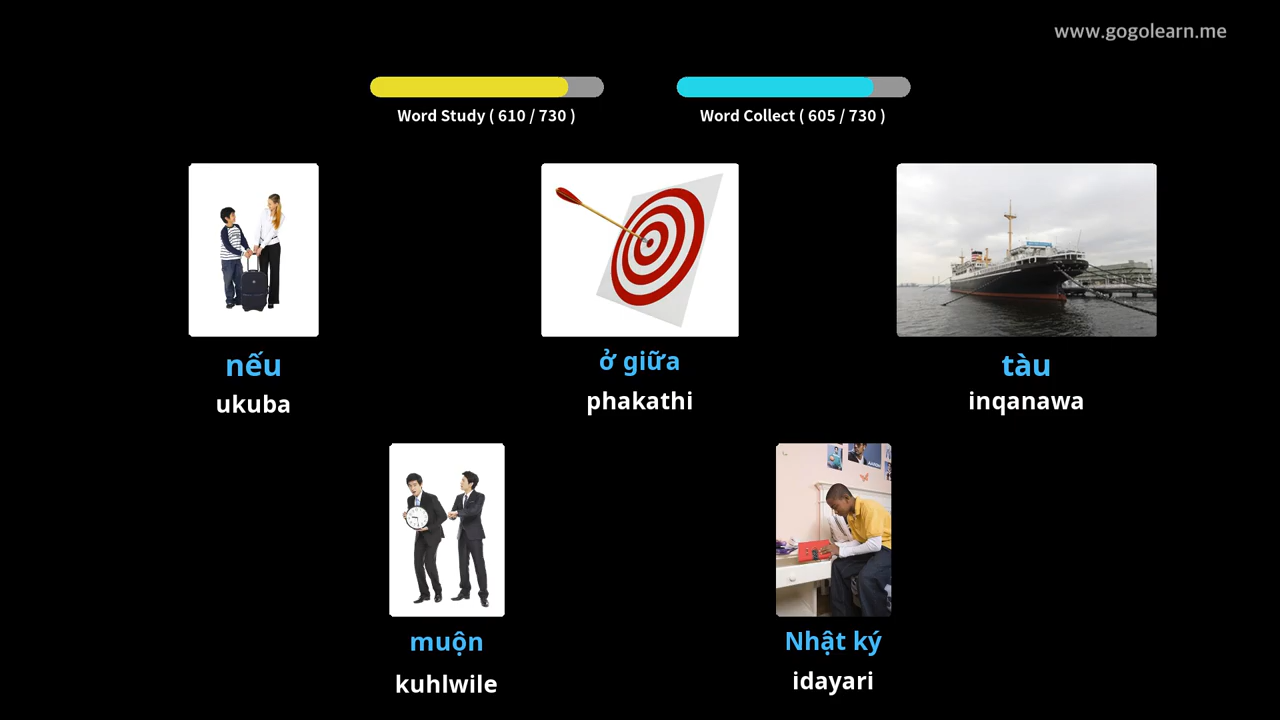 www.gogolearn.me
Word Study ( 610 / 730 )
Word Collect ( 605 / 730 )
nếu
ukuba
ở giữa
phakathi
tàu
inqanawa
muộn
kuhlwile
Nhật ký
idayari